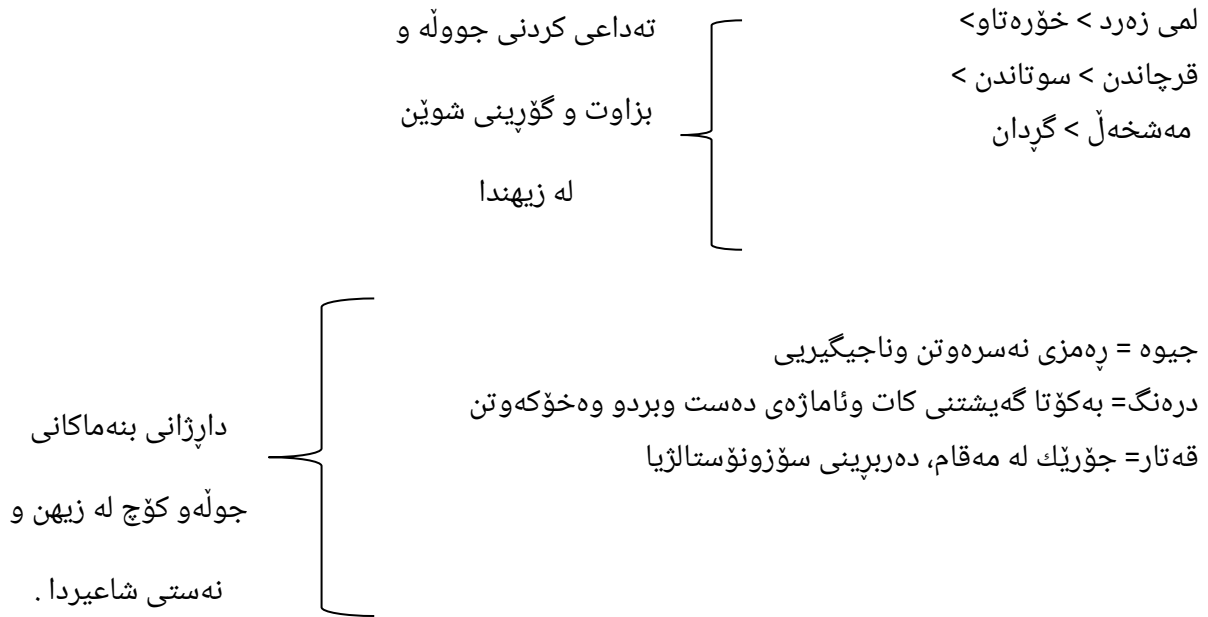 لمی زەرد > خۆرەتاو>
قرچاندن > سوتاندن >
مەشخەڵ > گڕدان
تەداعی کردنی جووڵە و
بزاوت و گۆڕینی شوێن
لە زیهندا
جیوە = ڕەمزی نەسرەوتن وناجیگیریی
درەنگ= بەکۆتا گەیشتنی کات وئاماژەی دەست وبردو وەخۆکەوتن
قەتار= جۆرێك لە مەقام، دەربڕینی سۆزونۆستالژیا
داڕژانی بنەماکانی
جوڵەو کۆچ لە زیهن و
نەستی شاعیردا .